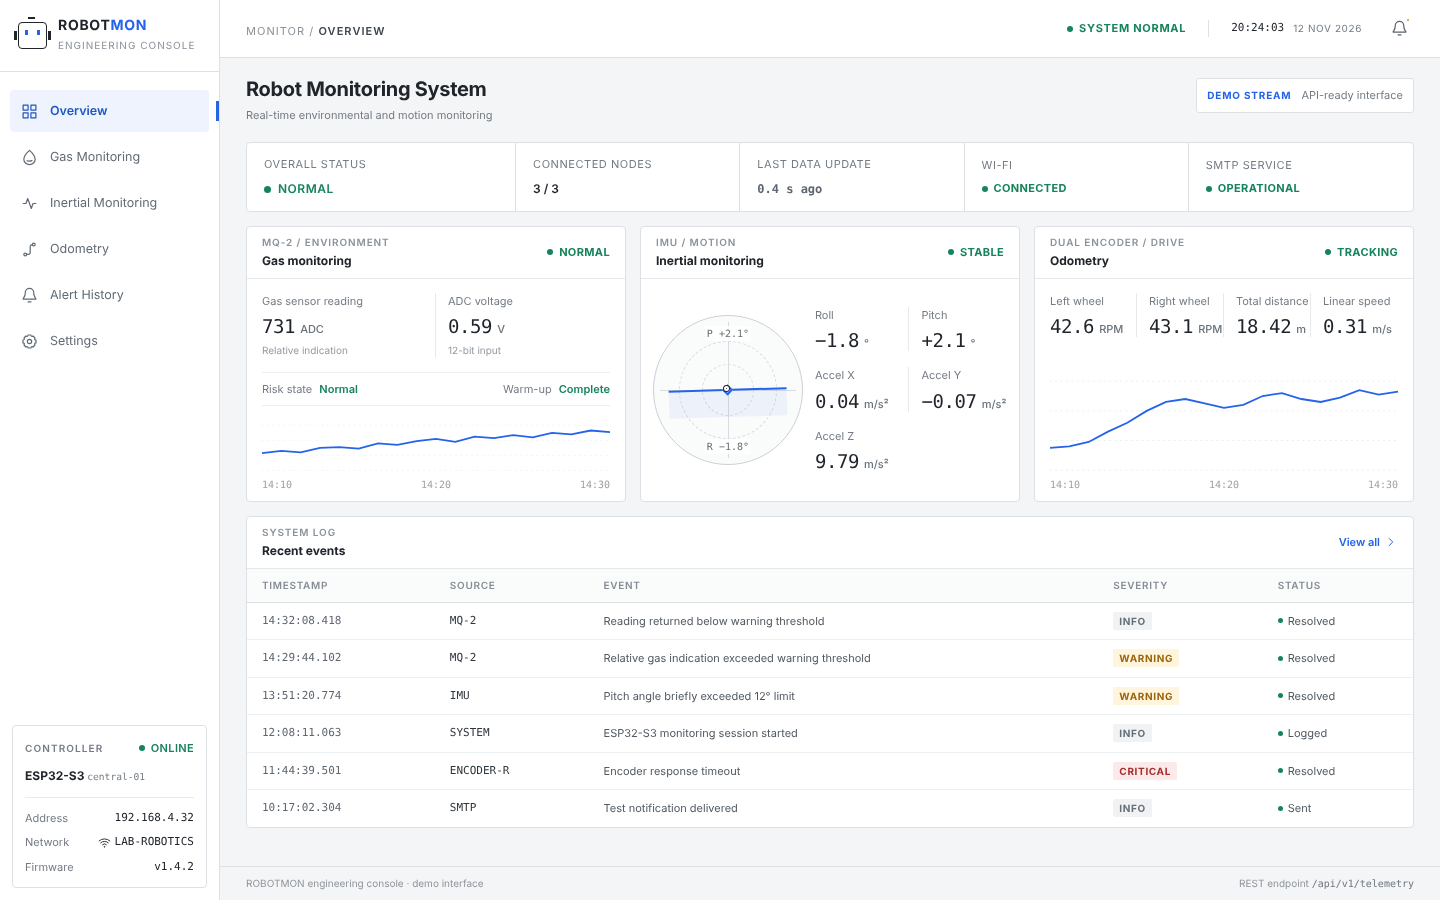 ROBOTMON
ENGINEERING CONSOLE
Overview
Gas Monitoring
Inertial Monitoring
Odometry
Alert History
Settings
CONTROLLER ONLINE
ESP32-S3 central-01
Address 192.168.4.32
Network LAB-ROBOTICS
Firmware v1.4.2
MONITOR / OVERVIEW
SYSTEM NORMAL 20:24:03 12 NOV 2026
Robot Monitoring System
Real-time environmental and motion monitoring
DEMO STREAM API-ready interface
OVERALL STATUS
NORMAL
CONNECTED NODES
3 / 3
LAST DATA UPDATE
0.4 s ago
WI-FI
CONNECTED
SMTP SERVICE
OPERATIONAL
MQ-2 / ENVIRONMENT
Gas monitoring
NORMAL
Gas sensor reading
731 ADC
Relative indication
ADC voltage
0.59 V
12-bit input
Risk state Normal
Warm-up Complete
14:10 14:20 14:30
IMU / MOTION
Inertial monitoring
STABLE
P +2.1°
R −1.8°
Roll
−1.8 °
Pitch
+2.1 °
Accel X
0.04 m/s²
Accel Y
−0.07 m/s²
Accel Z
9.79 m/s²
DUAL ENCODER / DRIVE
Odometry
TRACKING
Left wheel
42.6 RPM
Right wheel
43.1 RPM
Total distance
18.42 m
Linear speed
0.31 m/s
14:10 14:20 14:30
SYSTEM LOG
Recent events
View all
TIMESTAMP SOURCE EVENT SEVERITY STATUS
14:32:08.418 MQ-2 Reading returned below warning threshold INFO Resolved
14:29:44.102 MQ-2 Relative gas indication exceeded warning threshold WARNING Resolved
13:51:20.774 IMU Pitch angle briefly exceeded 12° limit WARNING Resolved
12:08:11.063 SYSTEM ESP32-S3 monitoring session started INFO Logged
11:44:39.501 ENCODER-R Encoder response timeout CRITICAL Resolved
10:17:02.304 SMTP Test notification delivered INFO Sent
ROBOTMON engineering console · demo interface
REST endpoint /api/v1/telemetry